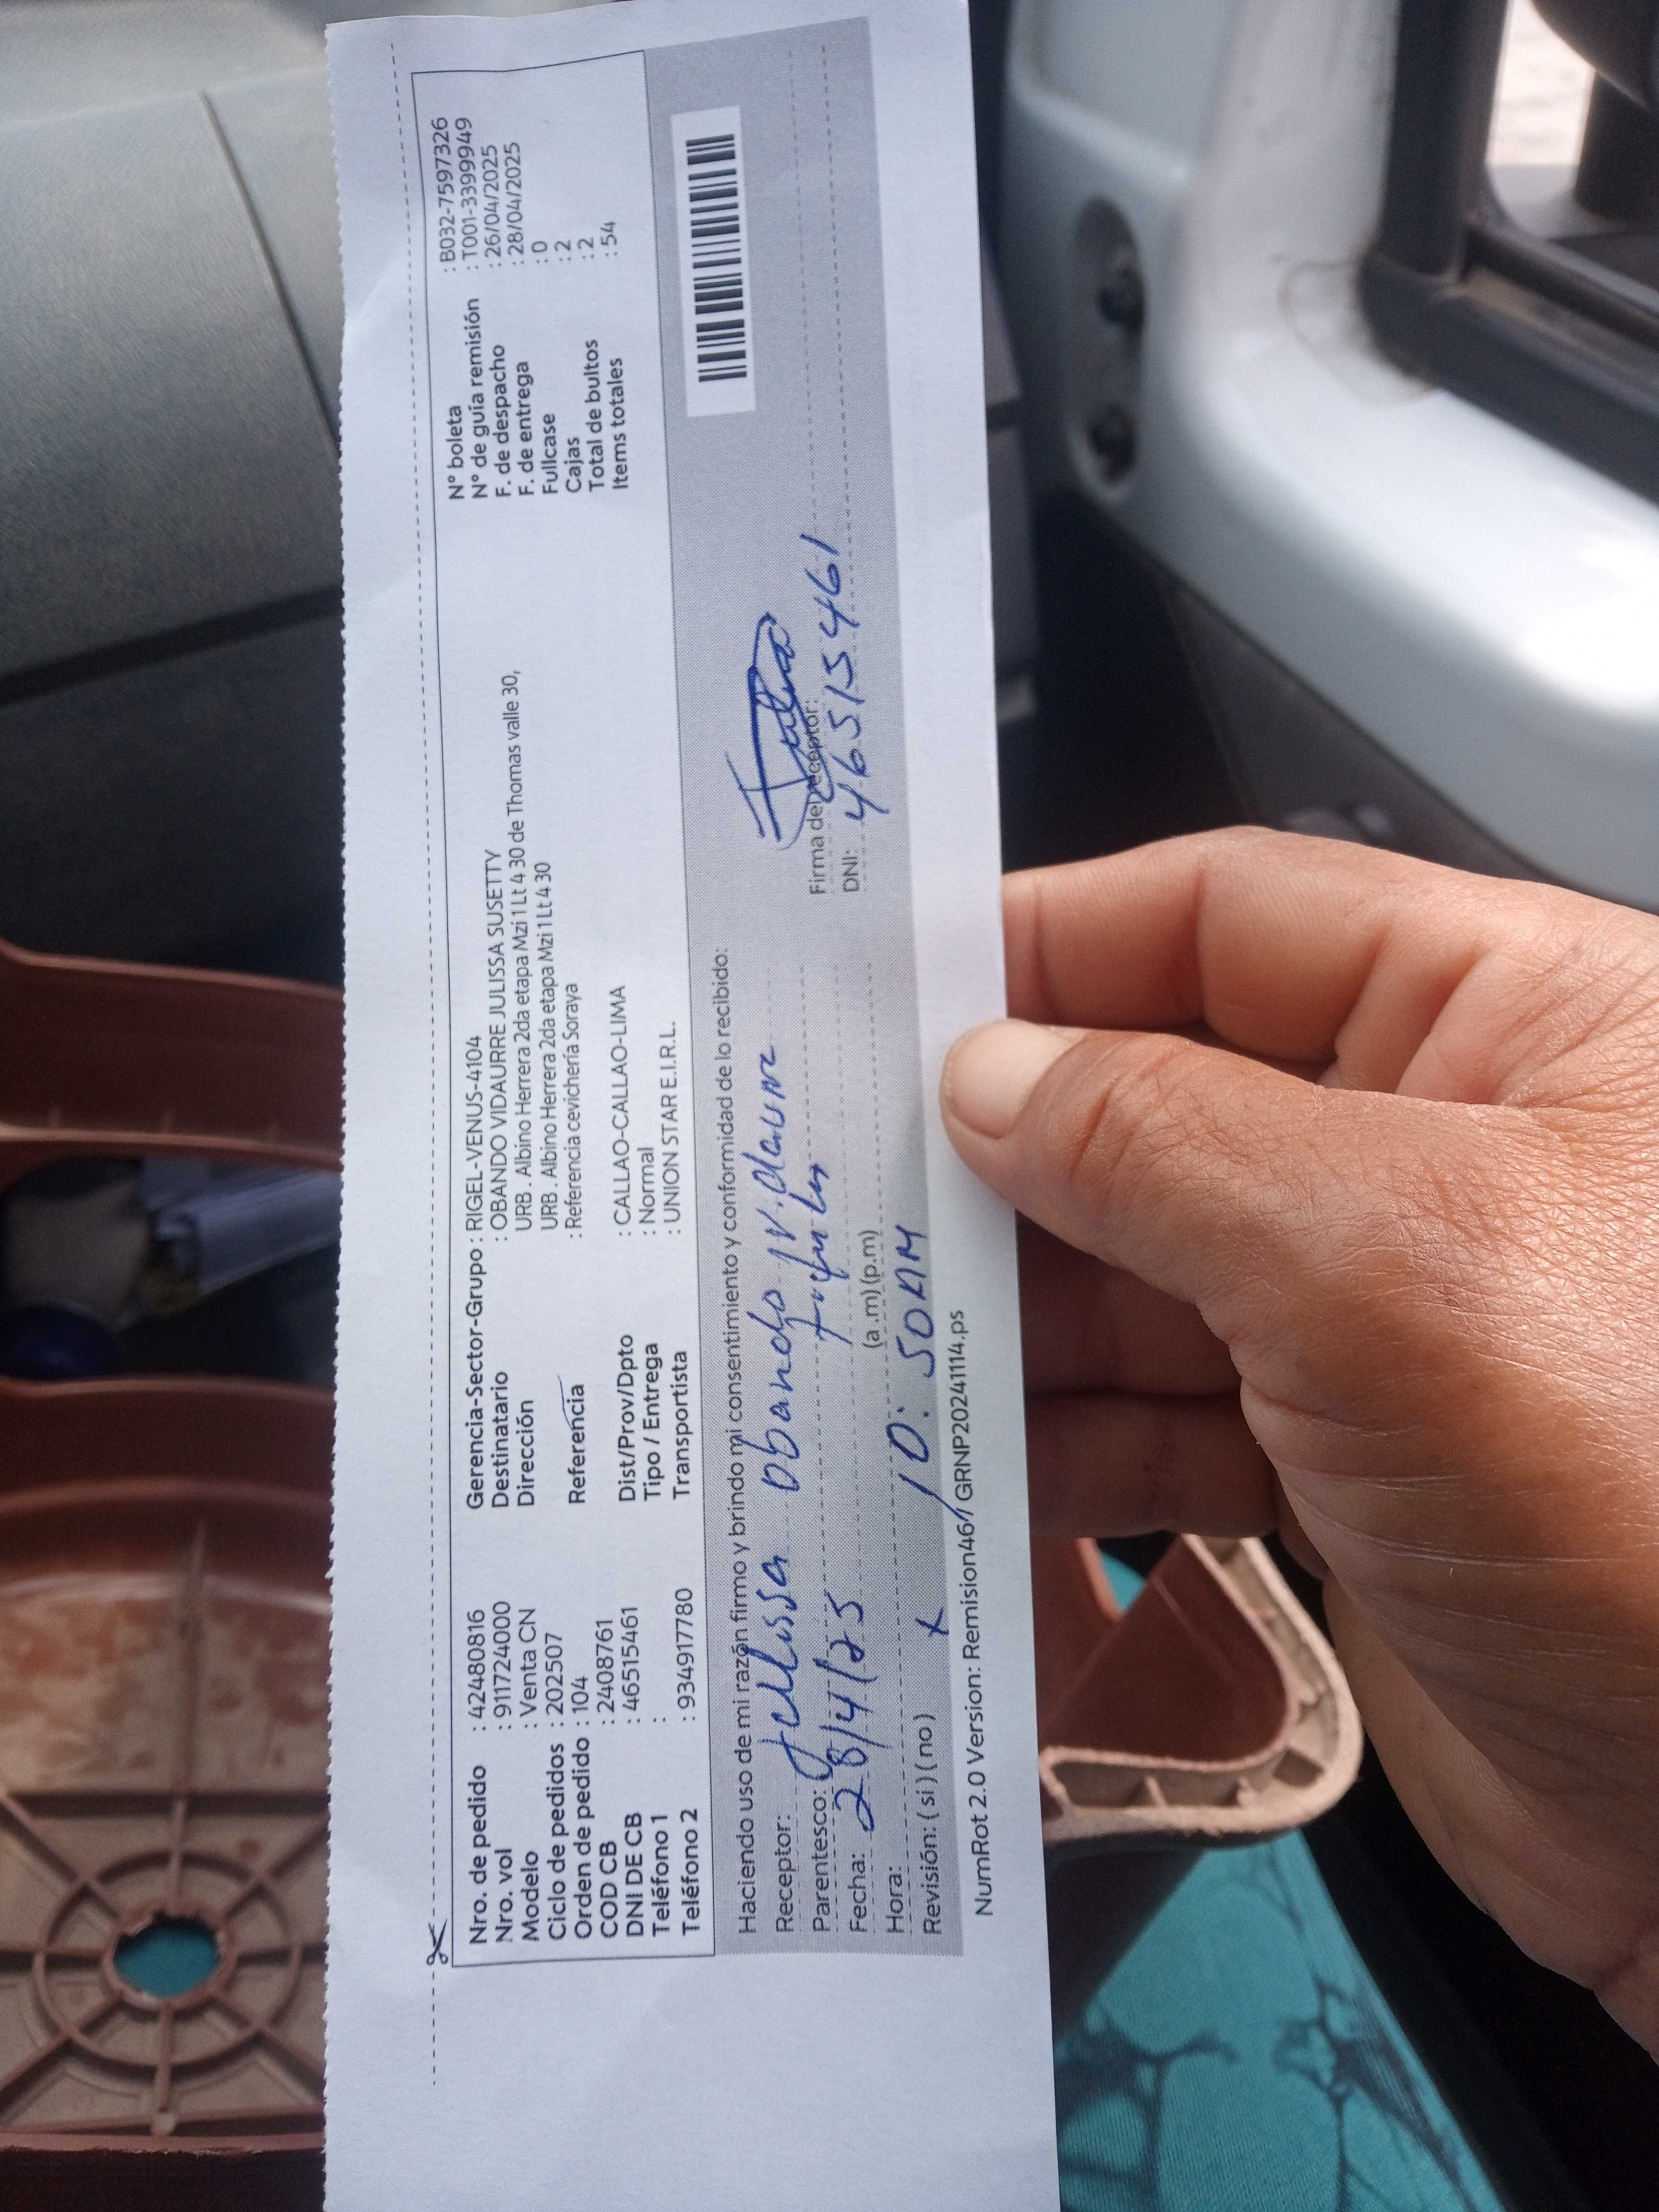 Nro. de pedido : 42480816
Nro. vol : 911724000
Modelo : Venta CN
Ciclo de pedidos : 202507
Orden de pedido : 104
COD CB : 2408761
DNI DE CB : 46515461
Teléfono 1 :
Teléfono 2 : 934917780
Gerencia-Sector-Grupo : RIGEL-VENUS-4104
Destinatario : OBANDO VIDAURRE JULISSA SUSETTY
Dirección URB . Albino Herrera 2da etapa Mzi 1 Lt 4 30 de Thomas valle 30,
URB . Albino Herrera 2da etapa Mzi 1 Lt 4 30
Referencia : Referencia cevichería Soraya
Dist/Prov/Dpto : CALLAO-CALLAO-LIMA
Tipo / Entrega : Normal
Transportista : UNION STAR E.I.R.L.
N° boleta : B032-7597326
N° de guía remisión : T001-3399949
F. de despacho : 26/04/2025
F. de entrega : 28/04/2025
Fullcase : 0
Cajas : 2
Total de bultos : 2
Items totales : 54
Haciendo uso de mi razón firmo y brindo mi consentimiento y conformidad de lo recibido:
Receptor: Obando
Parentesco:
Fecha: 28/4/25
Hora: (a .m) (p.m)
10:50AM
Revisión: ( si ) ( no ) x
Firma del receptor:
DNI: 46515461
NumRot 2.0 Version: Remision46 / GRNP20241114.ps